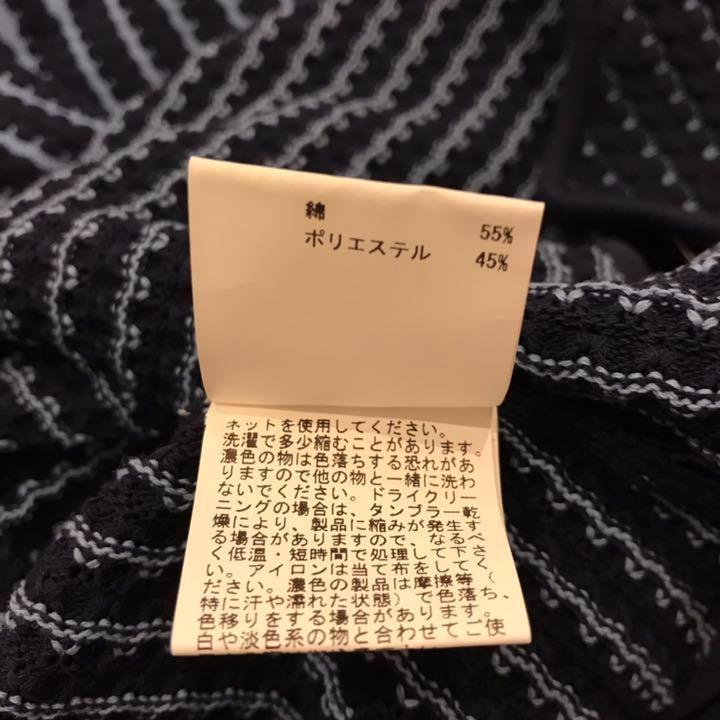 綿 55%
ポリエステル 45%
ネットを使用してください。
洗濯で多少縮むことがあります。
濃色の物は色落ちする恐れがあ
りますので他の物と一緒に洗わ
ないでください。ドライクリー
ニングの場合は、タンブラー乾
燥により、製品に縮みが発生す
る場合がありますので、なるべ
く低温・短時間で処理して下さ
い。アイロンは当て布をしてく
ださい。濃色の製品は摩擦等（
特に汗や濡れた状態）で色落ち、
色移りをする場合があります。
白や淡色系の物と合わせてご使